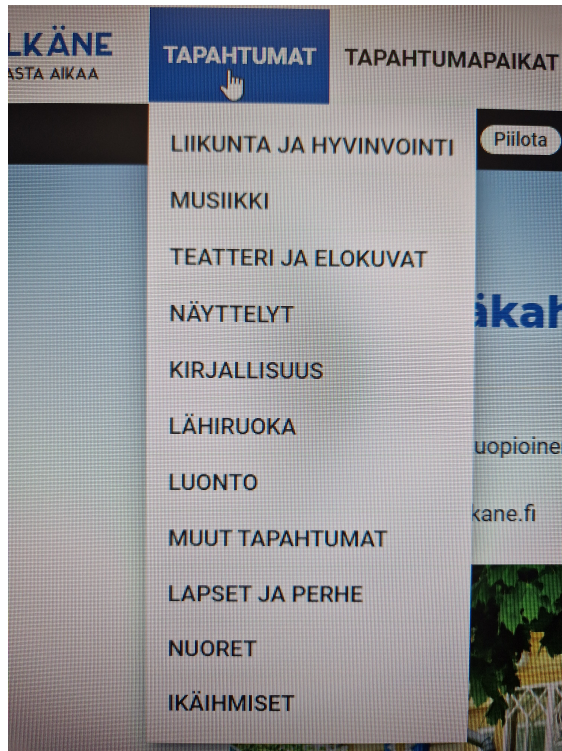 LKÄNE
ASTA AIKAA
TAPAHTUMAT
TAPAHTUMAPAIKAT
Piilota
LIIKUNTA JA HYVINVOINTI
MUSIIKKI
TEATTERI JA ELOKUVAT
NÄYTTELYT
KIRJALLISUUS
LÄHIRUOKA
LUONTO
MUUT TAPAHTUMAT
LAPSET JA PERHE
NUORET
IKÄIHMISET
äkah
uopioine
kane.fi